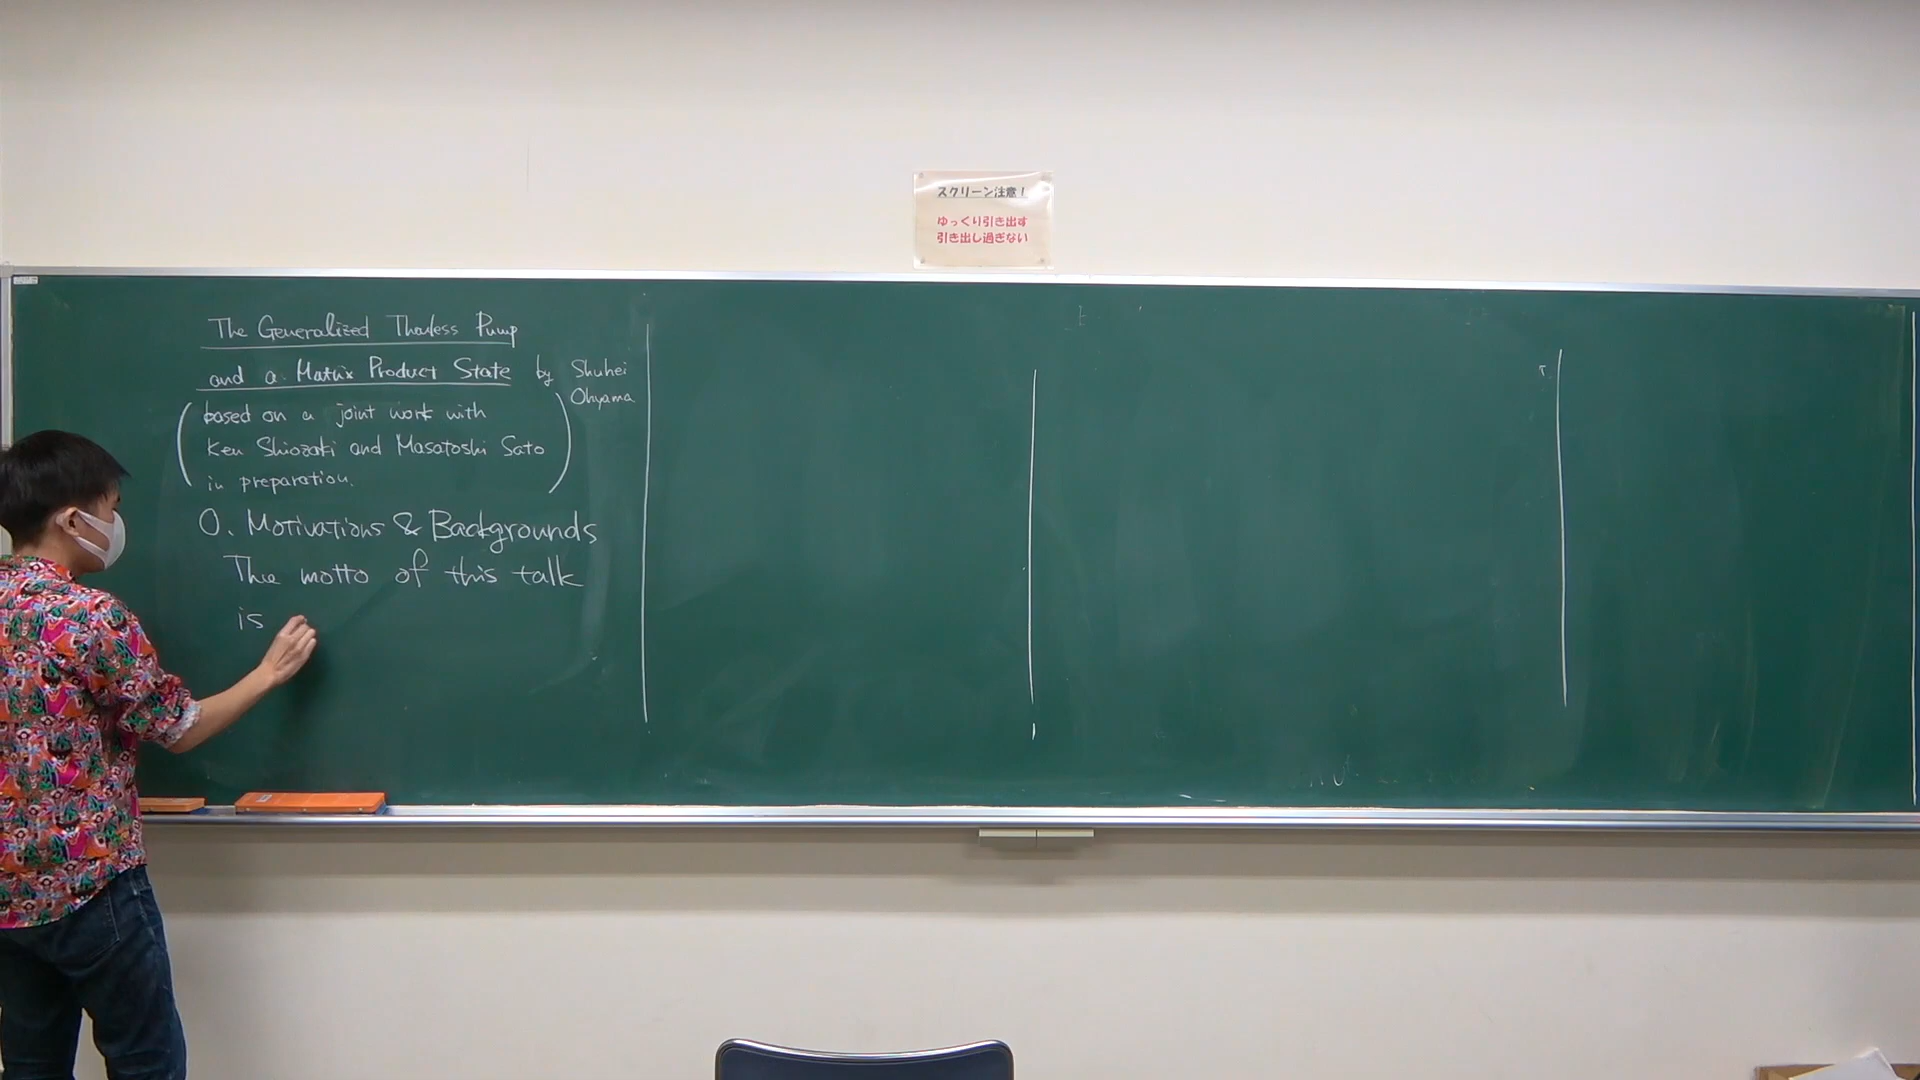 スクリーン注意!
ゆっくり引き出す
引き出し過ぎない
The Generalized Thouless Pump
and a Matrix Product State by Shuhei
Ohyama
(based on a joint work with
Ken Shiozaki and Masatoshi Sato
in preparation.)
0. Motivations & Backgrounds
The motto of this talk
is